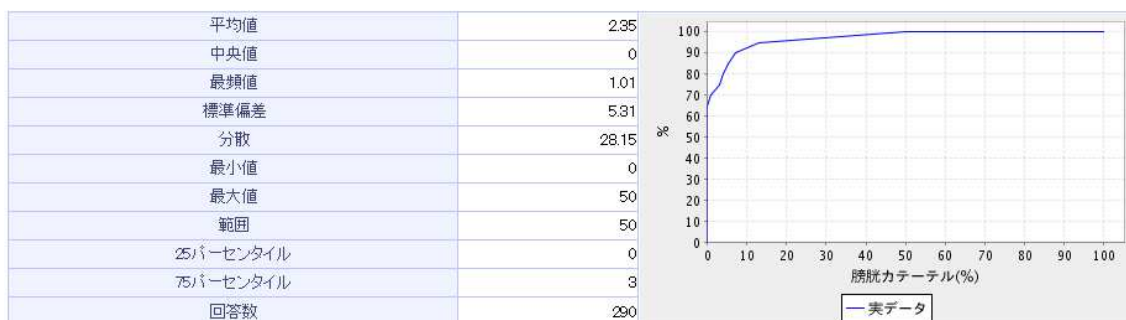 平均値 2.35
中央値 0
最頻値 1.01
標準偏差 5.31
分散 28.15
最小値 0
最大値 50
範囲 50
25パーセンタイル 0
75パーセンタイル 3
回答数 290
100
90
80
70
60
50
40
30
20
10
0
%
0 10 20 30 40 50 60 70 80 90 100
膀胱カテーテル(%)
実データ